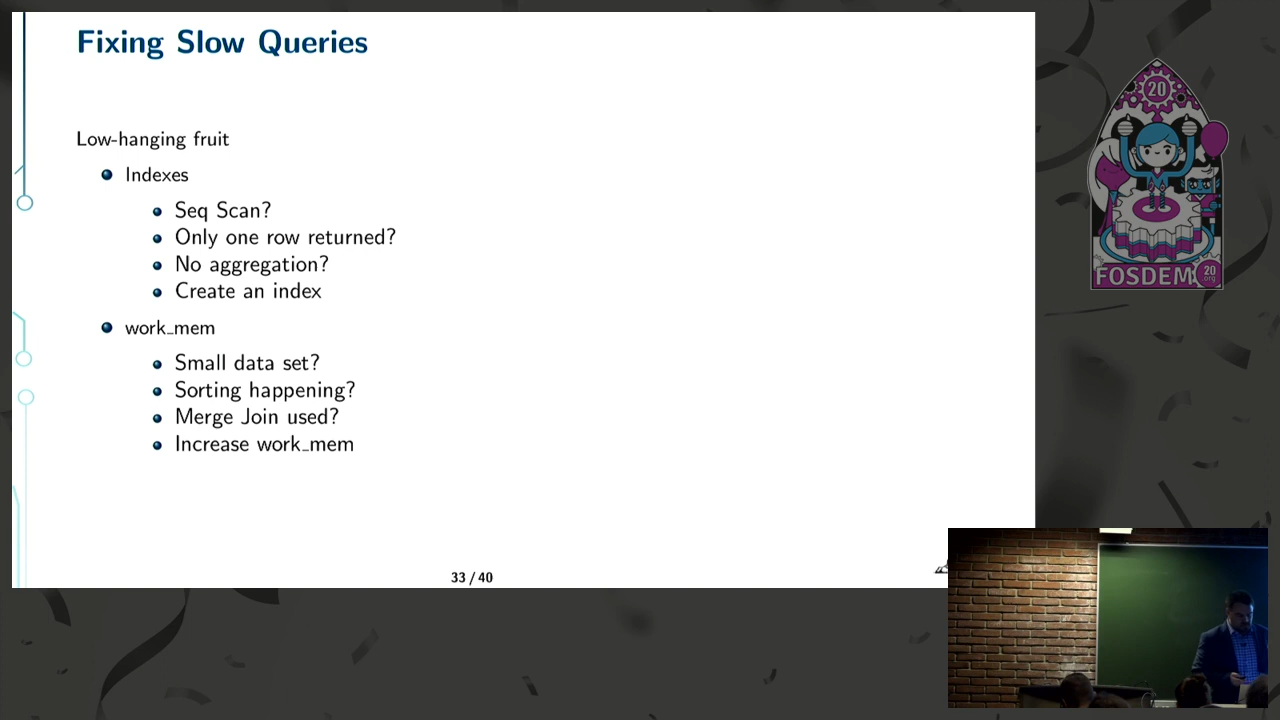 Fixing Slow Queries
Low-hanging fruit
Indexes
Seq Scan?
Only one row returned?
No aggregation?
Create an index
work_mem
Small data set?
Sorting happening?
Merge Join used?
Increase work_mem
33 / 40
20
FOSDEM
20
.org